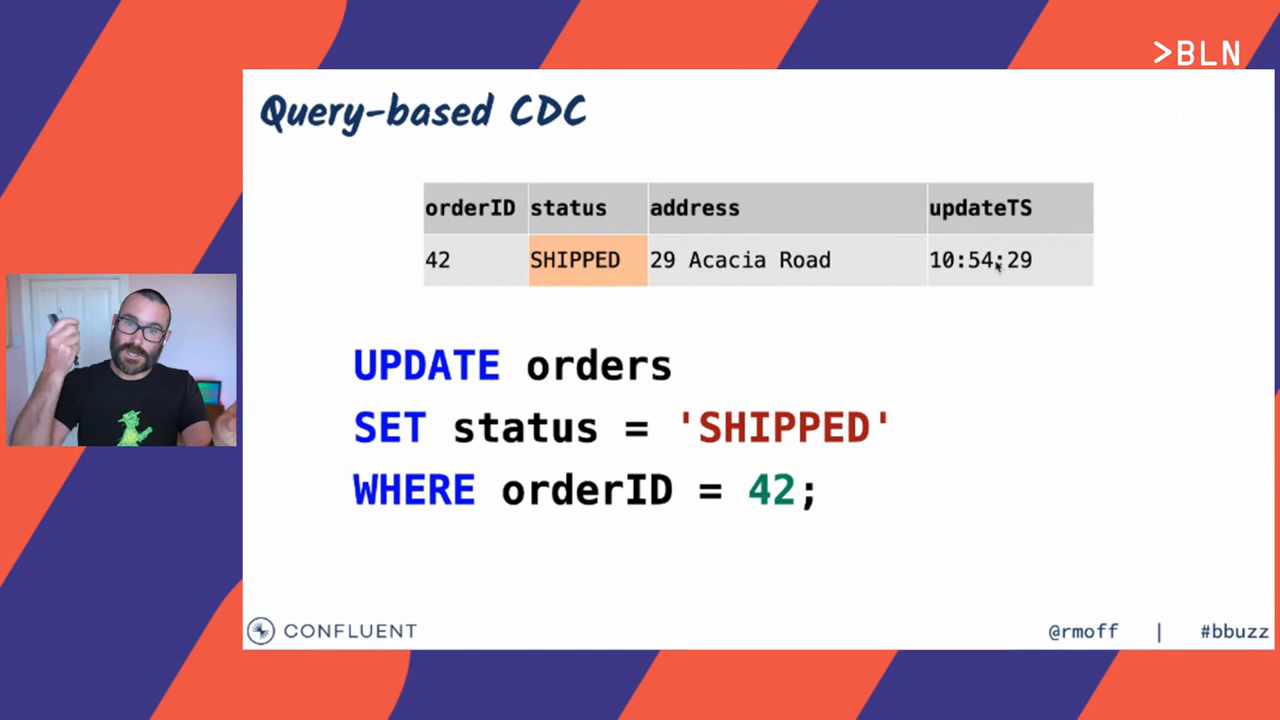 >BLN
Query-based CDC
orderID status address updateTS
42 SHIPPED 29 Acacia Road 10:54:29
UPDATE orders
SET status = 'SHIPPED'
WHERE orderID = 42;
CONFLUENT @rmoff | #bbuzz